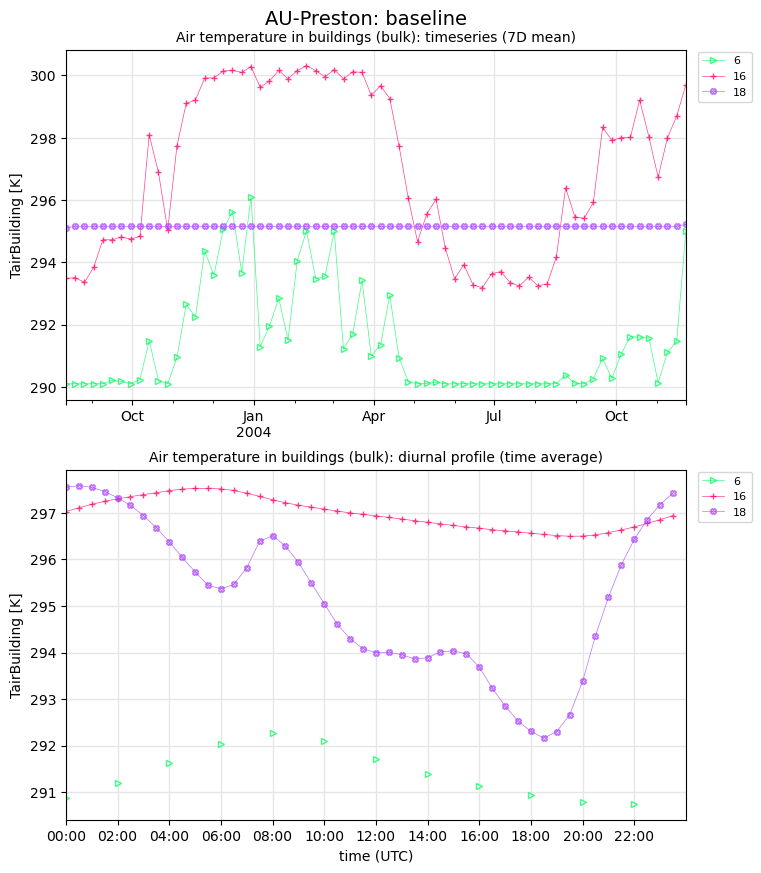 AU-Preston: baseline
Air temperature in buildings (bulk): timeseries (7D mean)
TairBuilding [K]
300
298
296
294
292
290
Oct
Jan
2004
Apr
Jul
Oct
6
16
18
Air temperature in buildings (bulk): diurnal profile (time average)
TairBuilding [K]
297
296
295
294
293
292
291
00:00 02:00 04:00 06:00 08:00 10:00 12:00 14:00 16:00 18:00 20:00 22:00
time (UTC)
6
16
18